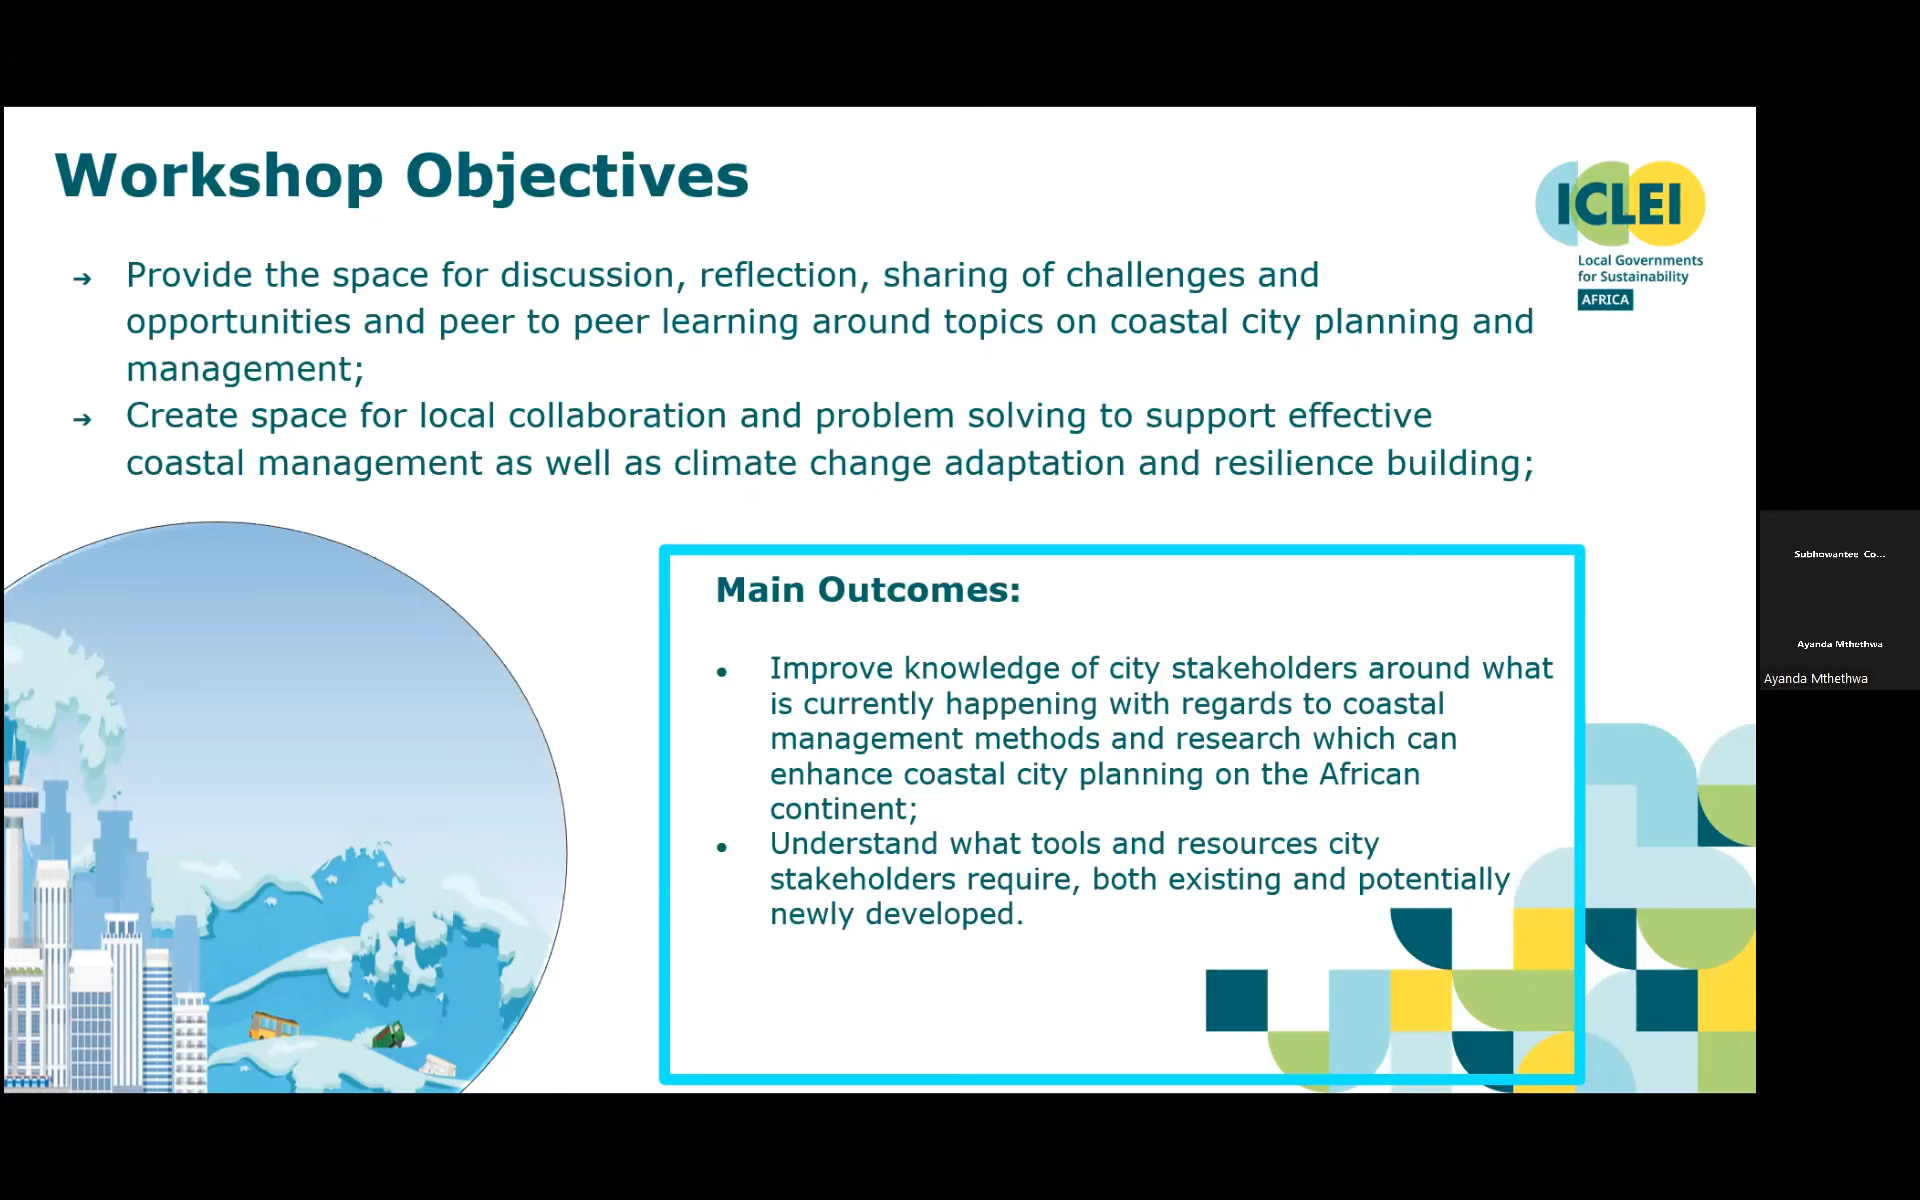 Workshop Objectives
ICLEI
Local Governments
for Sustainability
AFRICA
➔ Provide the space for discussion, reflection, sharing of challenges and
opportunities and peer to peer learning around topics on coastal city planning and
management;
➔ Create space for local collaboration and problem solving to support effective
coastal management as well as climate change adaptation and resilience building;
Main Outcomes:
• Improve knowledge of city stakeholders around what
is currently happening with regards to coastal
management methods and research which can
enhance coastal city planning on the African
continent;
• Understand what tools and resources city
stakeholders require, both existing and potentially
newly developed.
Subhowantee Co...
Ayanda Mthethwa
Ayanda Mthethwa